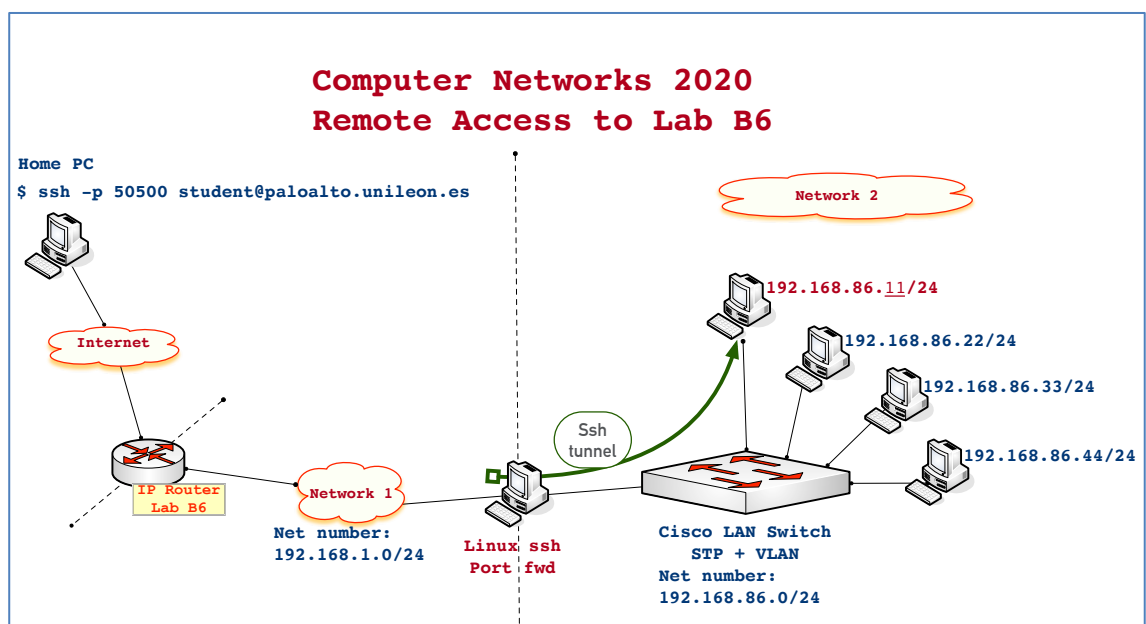 Computer Networks 2020
Remote Access to Lab B6
Home PC
$ ssh -p 50500 student@paloalto.unileon.es
Network 2
192.168.86.11/24
Internet
192.168.86.22/24
192.168.86.33/24
Ssh
tunnel
192.168.86.44/24
IP Router
Lab B6
Network 1
Net number:
192.168.1.0/24
Linux ssh
Port fwd
Cisco LAN Switch
STP + VLAN
Net number:
192.168.86.0/24